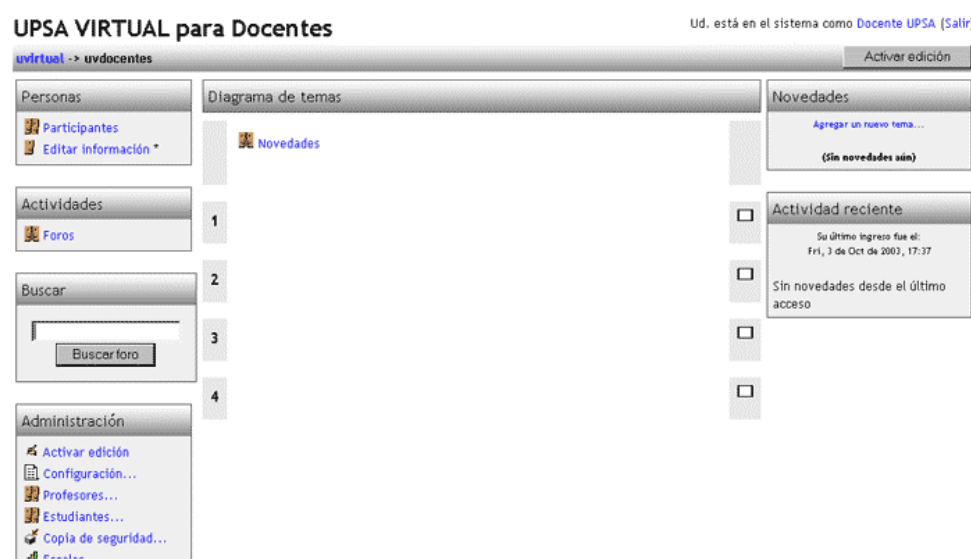 UPSA VIRTUAL para Docentes
Ud. está en el sistema como Docente UPSA (Salir)
uvirtual -> uvdocentes
Activar edición
Personas
Participantes
Editar información *
Actividades
Foros
Buscar
Buscar foro
Administración
Activar edición
Configuración...
Profesores...
Estudiantes...
Copia de seguridad...
Escalas
Diagrama de temas
Novedades
1
2
3
4
Novedades
Agregar un nuevo tema...
(Sin novedades aún)
Actividad reciente
Su último ingreso fue el:
Fri, 3 de Oct de 2003, 17:37
Sin novedades desde el último
acceso